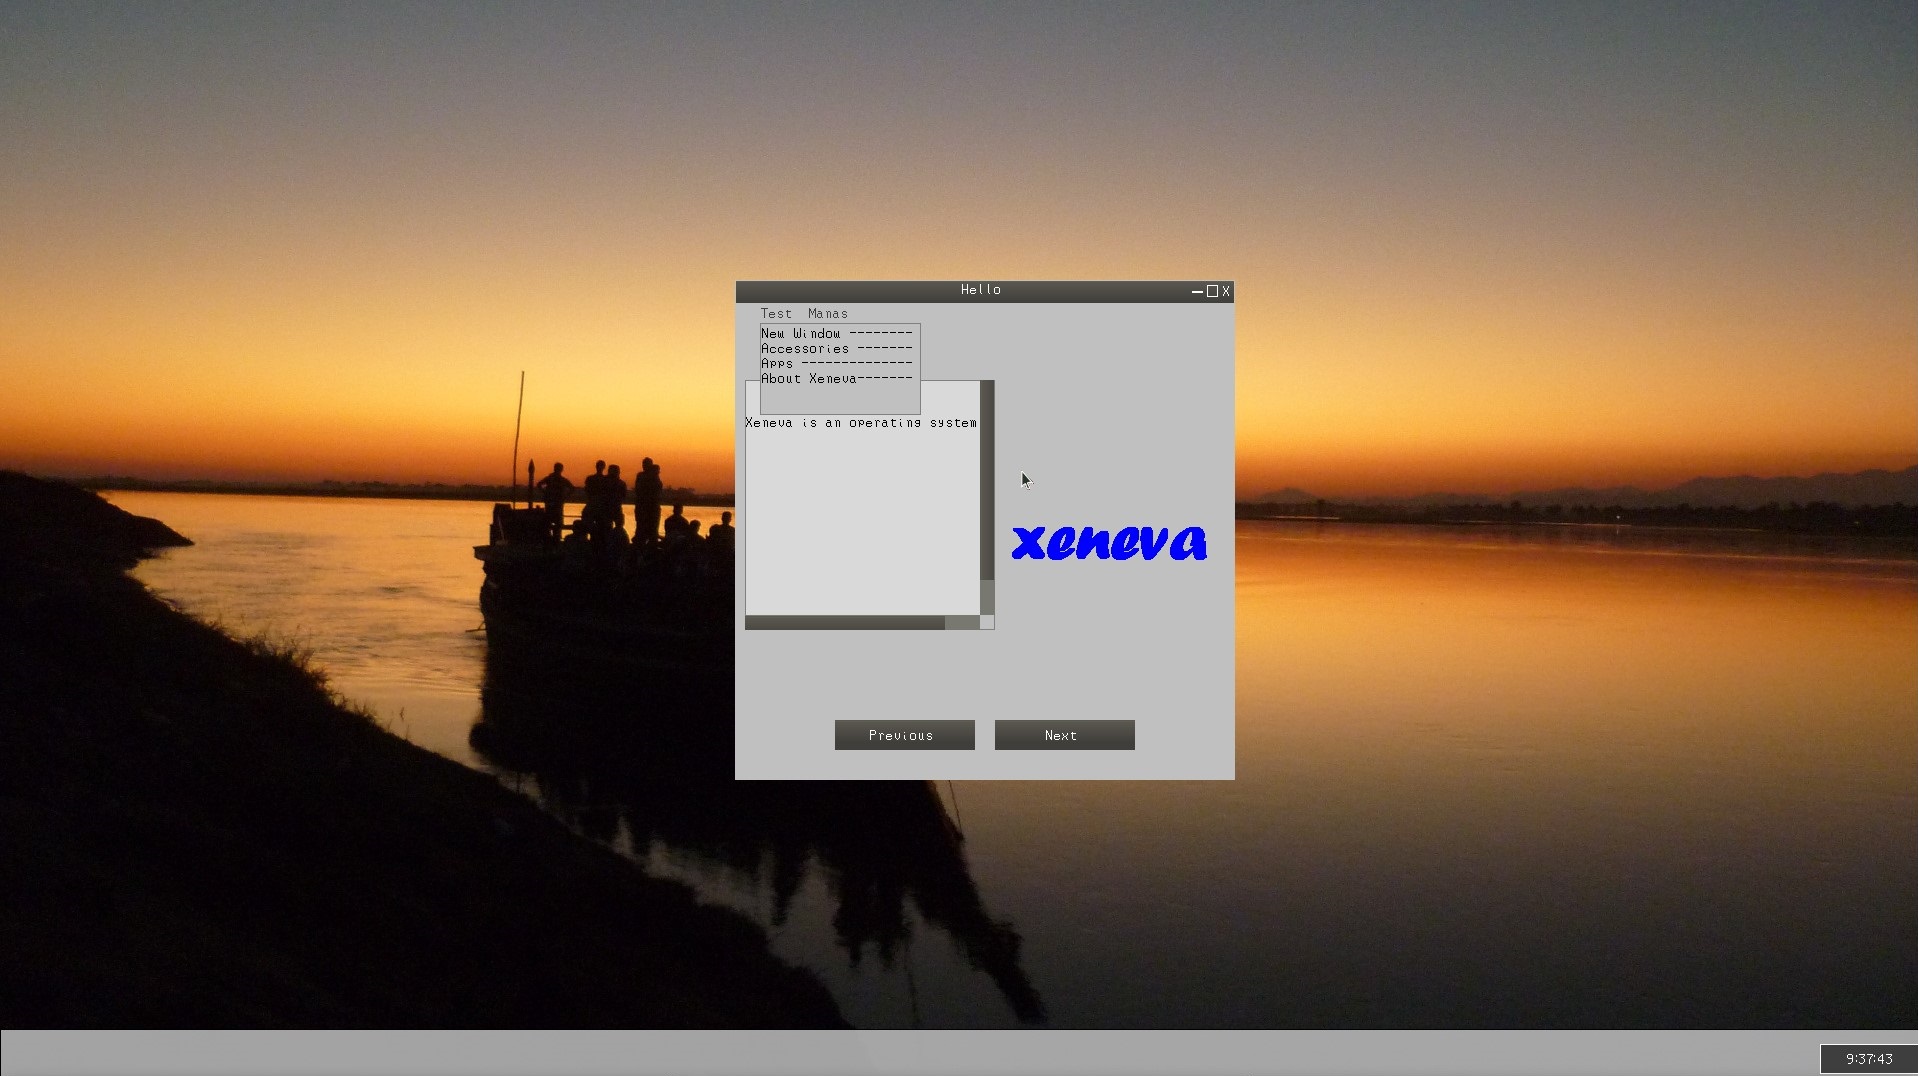 Hello
X
Test Manas
New Window --------
Accessories -------
Apps --------------
About Xeneva-------
Xeneva is an operating system
xeneva
Previous Next
9:37:43